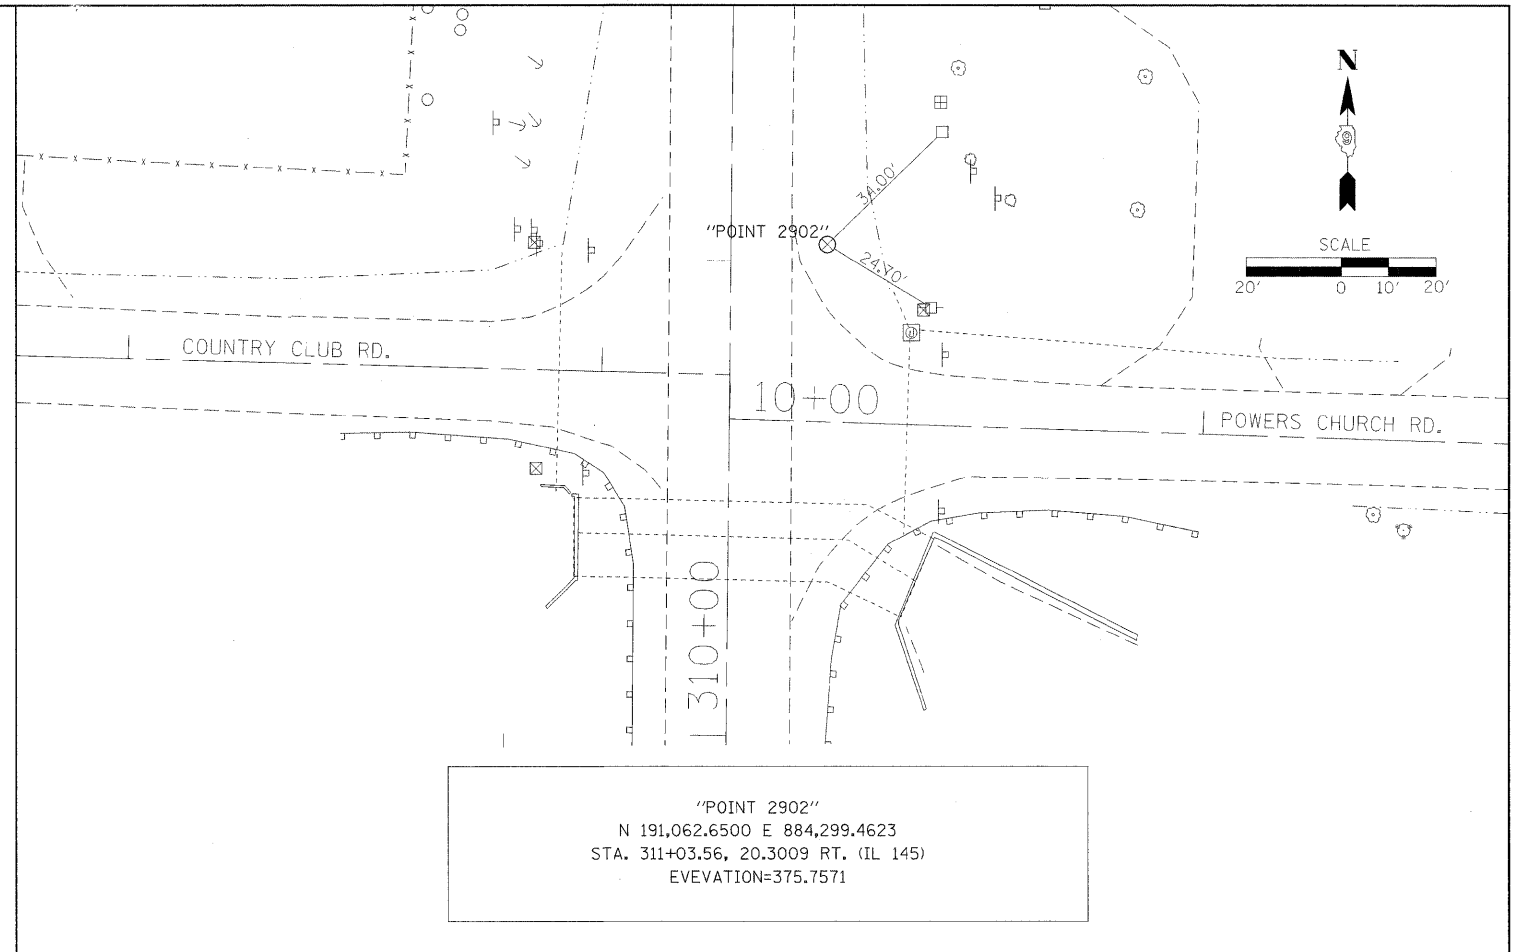 N
34.00'
"POINT 2902"
24.70'
SCALE
20' 0 10' 20'
COUNTRY CLUB RD.
10+00
POWERS CHURCH RD.
310+00
"POINT 2902"
N 191,062.6500 E 884,299.4623
STA. 311+03.56, 20.3009 RT. (IL 145)
EVEVATION=375.7571